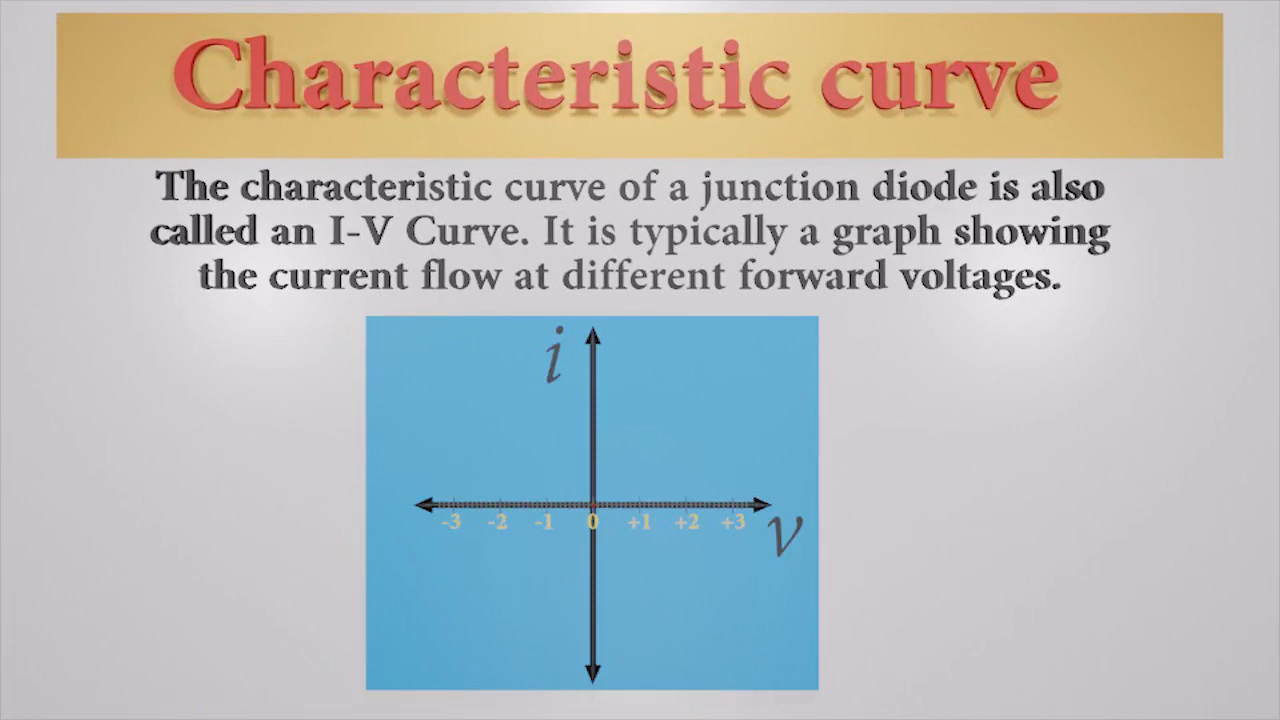 Characteristic curve
The characteristic curve of a junction diode is also
called an I-V Curve. It is typically a graph showing
the current flow at different forward voltages.
i
-3 -2 -1 0 +1 +2 +3
v